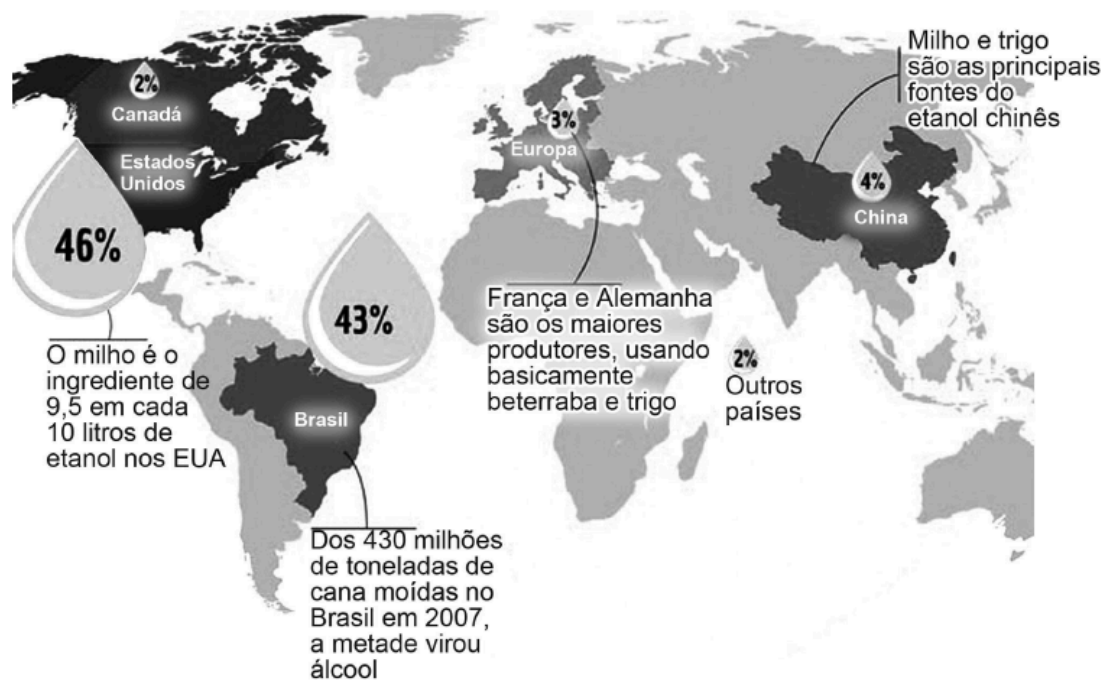 2%
Canadá
Estados
Unidos
46%
O milho é o
ingrediente de
9,5 em cada
10 litros de
etanol nos EUA
43%
Brasil
Dos 430 milhões
de toneladas de
cana moídas no
Brasil em 2007,
a metade virou
álcool
3%
Europa
França e Alemanha
são os maiores
produtores, usando
basicamente
beterraba e trigo
Milho e trigo
são as principais
fontes do
etanol chinês
4%
China
2%
Outros
países